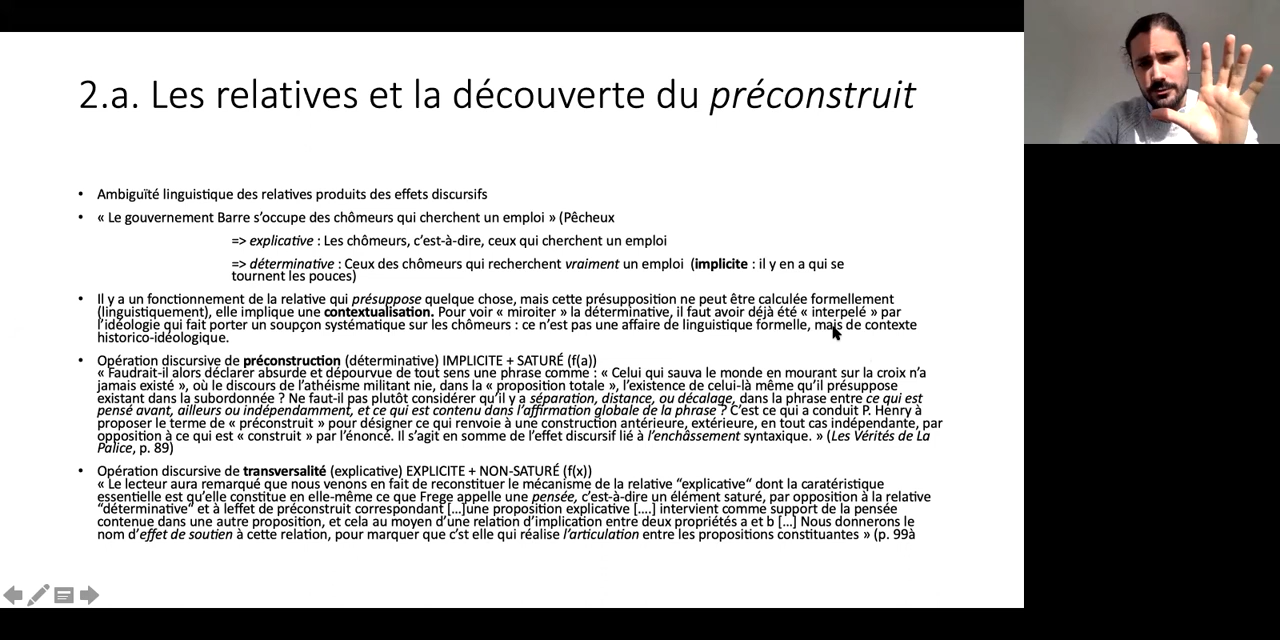 2.a. Les relatives et la découverte du préconstruit
• Ambiguïté linguistique des relatives produits des effets discursifs
• « Le gouvernement Barre s’occupe des chômeurs qui cherchent un emploi » (Pêcheux
=> explicative : Les chômeurs, c’est-à-dire, ceux qui cherchent un emploi
=> déterminative : Ceux des chômeurs qui recherchent vraiment un emploi (implicite : il y en a qui se
tournent les pouces)
• Il y a un fonctionnement de la relative qui présuppose quelque chose, mais cette présupposition ne peut être calculée formellement
(linguistiquement), elle implique une contextualisation. Pour voir « miroiter » la déterminative, il faut avoir déjà été « interpelé » par
l’idéologie qui fait porter un soupçon systématique sur les chômeurs : ce n’est pas une affaire de linguistique formelle, mais de contexte
historico-idéologique.
• Opération discursive de préconstruction (déterminative) IMPLICITE + SATURÉ (f(a))
« Faudrait-il alors déclarer absurde et dépourvue de tout sens une phrase comme : « Celui qui sauva le monde en mourant sur la croix n’a
jamais existé », où le discours de l’athéisme militant nie, dans la « proposition totale », l’existence de celui-là même qu’il présuppose
existant dans la subordonnée ? Ne faut-il pas plutôt considérer qu’il y a séparation, distance, ou décalage, dans la phrase entre ce qui est
pensé avant, ailleurs ou indépendamment, et ce qui est contenu dans l’affirmation globale de la phrase ? C’est ce qui a conduit P. Henry à
proposer le terme de « préconstruit » pour désigner ce qui renvoie à une construction antérieure, extérieure, en tout cas indépendante, par
opposition à ce qui est « construit » par l’énoncé. Il s’agit en somme de l’effet discursif lié à l’enchâssement syntaxique. » (Les Vérités de La
Palice, p. 89)
• Opération discursive de transversalité (explicative) EXPLICITE + NON-SATURÉ (f(x))
« Le lecteur aura remarqué que nous venons en fait de reconstituer le mécanisme de la relative “explicative“ dont la caratéristique
essentielle est qu’elle constitue en elle-même ce que Frege appelle une pensée, c’est-à-dire un élément saturé, par opposition à la relative
“déterminative“ et à leffet de préconstruit correspondant [...]une proposition explicative [....] intervient comme support de la pensée
contenue dans une autre proposition, et cela au moyen d’une relation d’implication entre deux propriétés a et b [...] Nous donnerons le
nom d’effet de soutien à cette relation, pour marquer que c’st elle qui réalise l’articulation entre les propositions constituantes » (p. 99à